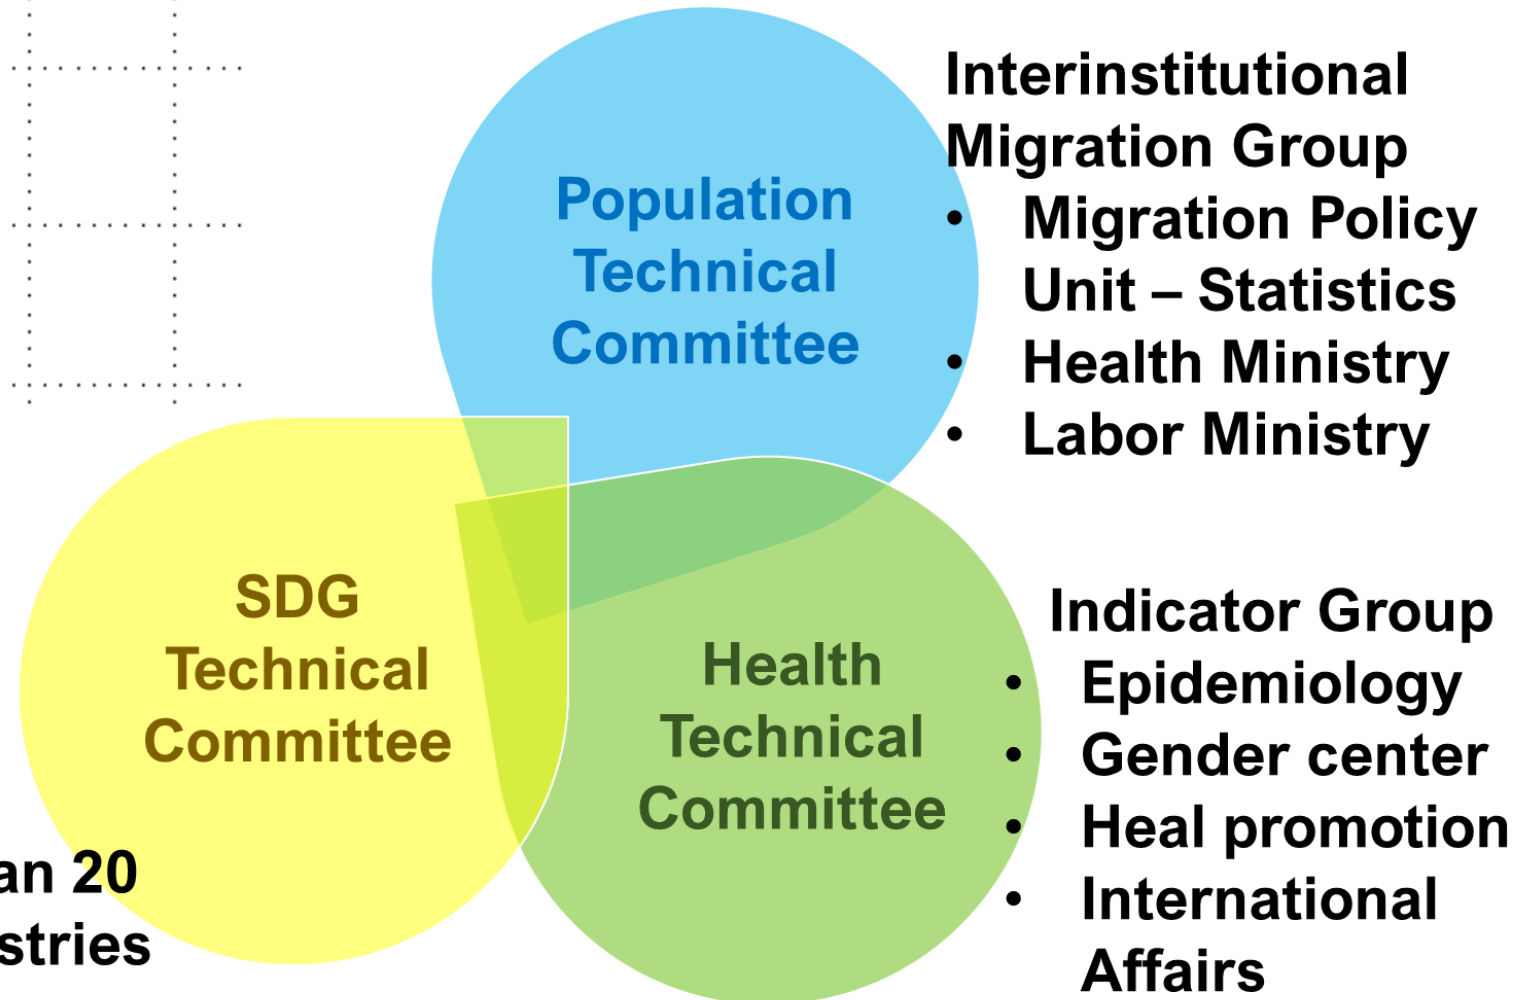 Population
Technical
Committee
Interinstitutional
Migration Group
• Migration Policy
Unit – Statistics
• Health Ministry
• Labor Ministry
SDG
Technical
Committee
Health
Technical
Committee
Indicator Group
• Epidemiology
• Gender center
• Heal promotion
• International
Affairs
an 20
stries